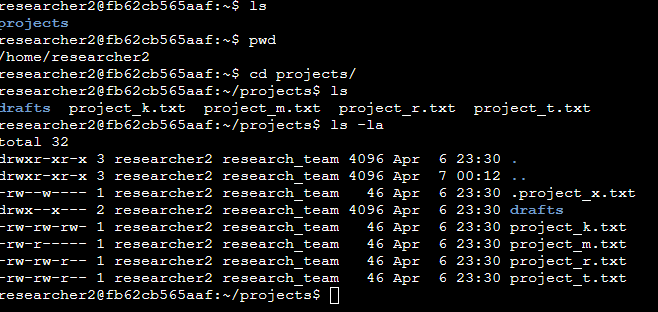 researcher2@fb62cb565aaf:~$ ls
projects
researcher2@fb62cb565aaf:~$ pwd
/home/researcher2
researcher2@fb62cb565aaf:~$ cd projects/
researcher2@fb62cb565aaf:~/projects$ ls
drafts  project_k.txt  project_m.txt  project_r.txt  project_t.txt
researcher2@fb62cb565aaf:~/projects$ ls -la
total 32
drwxr-xr-x 3 researcher2 research_team 4096 Apr  6 23:30 .
drwxr-xr-x 3 researcher2 research_team 4096 Apr  7 00:12 ..
-rw--w---- 1 researcher2 research_team   46 Apr  6 23:30 .project_x.txt
drwx--x--- 2 researcher2 research_team 4096 Apr  6 23:30 drafts
-rw-rw-rw- 1 researcher2 research_team   46 Apr  6 23:30 project_k.txt
-rw-r----- 1 researcher2 research_team   46 Apr  6 23:30 project_m.txt
-rw-rw-r-- 1 researcher2 research_team   46 Apr  6 23:30 project_r.txt
-rw-rw-r-- 1 researcher2 research_team   46 Apr  6 23:30 project_t.txt
researcher2@fb62cb565aaf:~/projects$